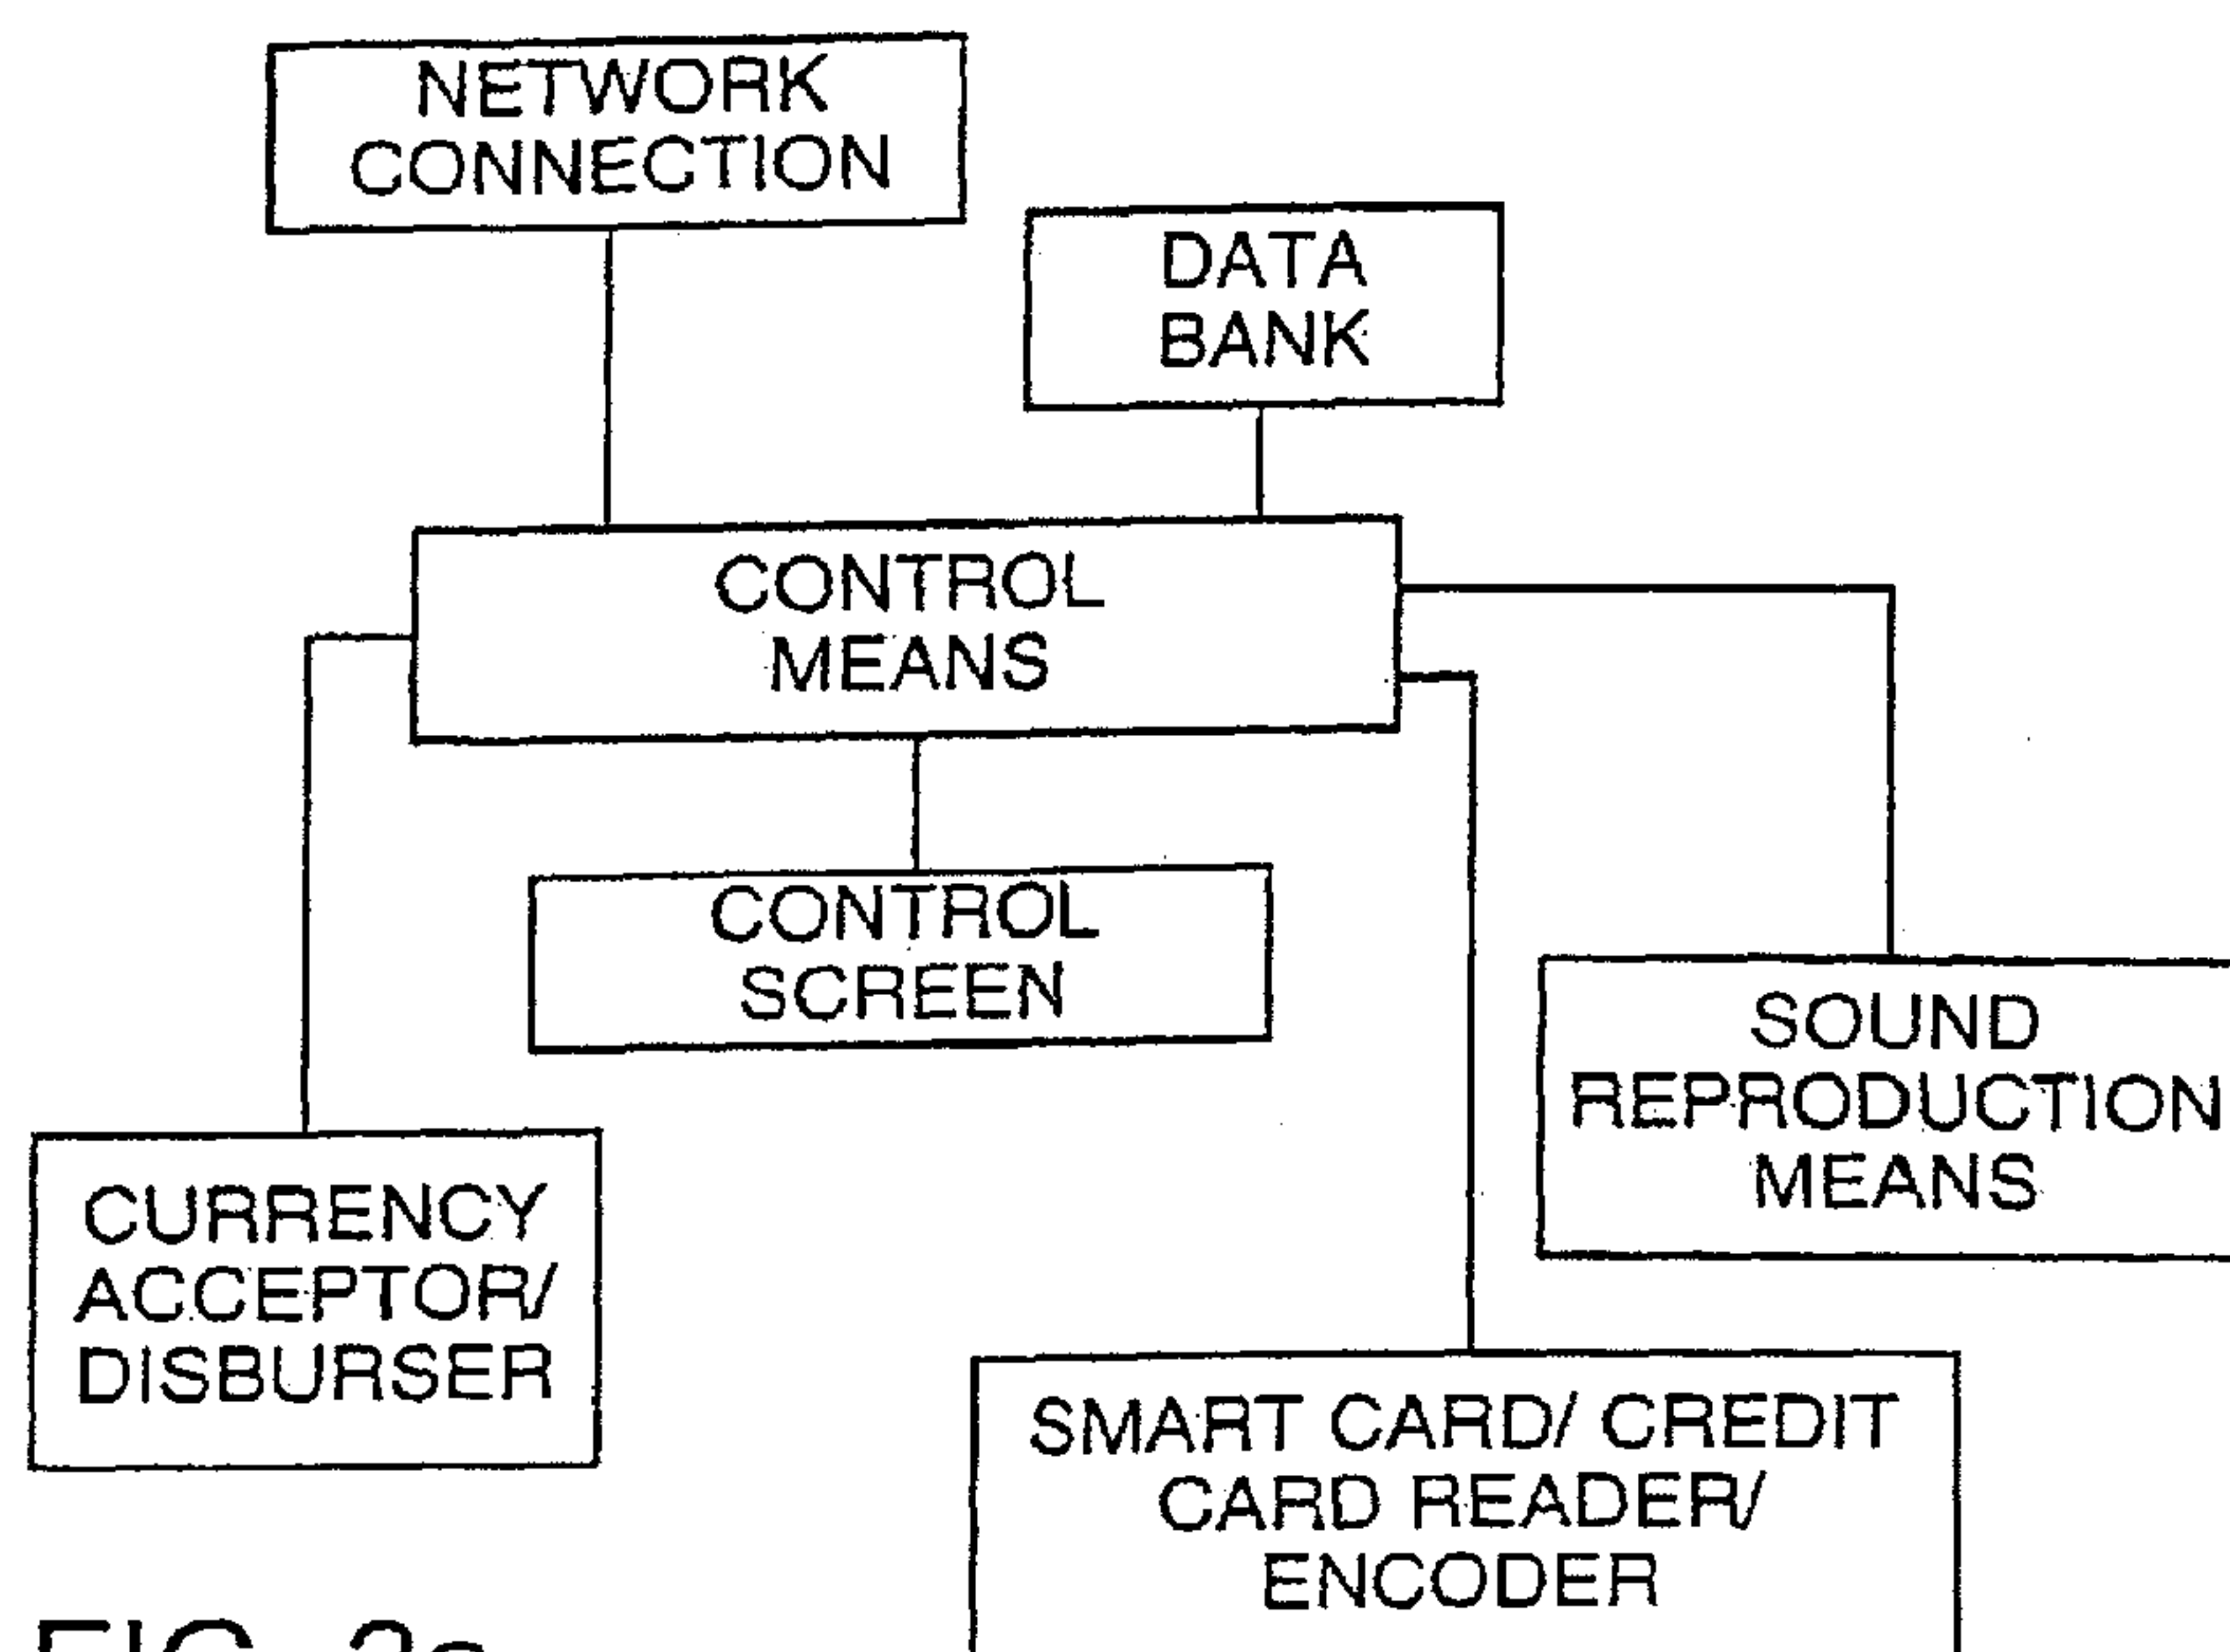 NETWORK
CONNECTION
DATA
BANK
CONTROL
MEANS
CONTROL
SCREEN
SOUND
REPRODUCTION
MEANS
CURRENCY
ACCEPTOR/
DISBURSER
SMART CARD/ CREDIT
CARD READER/
ENCODER
FIG.